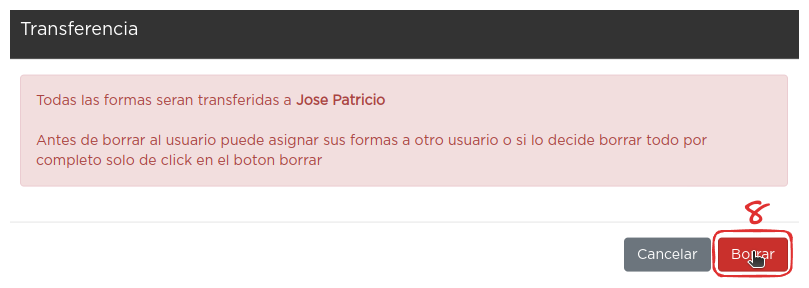 Transferencia
Todas las formas seran transferidas a Jose Patricio
Antes de borrar al usuario puede asignar sus formas a otro usuario o si lo decide borrar todo por
completo solo de click en el boton borrar
8
Cancelar
Borrar